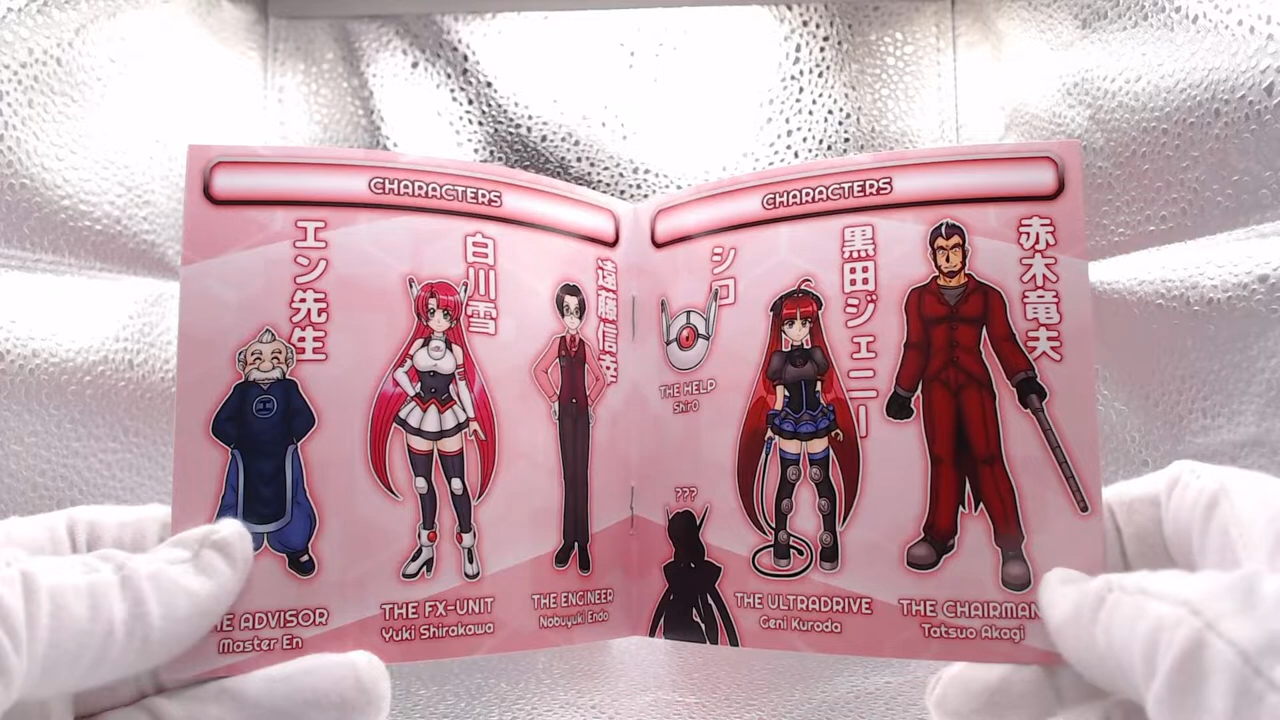 CHARACTERS
エン先生
白川雪
遠藤信幸
HE ADVISOR
Master En
THE FX-UNIT
Yuki Shirakawa
THE ENGINEER
Nobuyuki Endo
CHARACTERS
シロ
黒田ジェニー
赤木竜夫
THE HELP
Shir0
???
THE ULTRADRIVE
Geni Kuroda
THE CHAIRMAN
Tatsuo Akagi